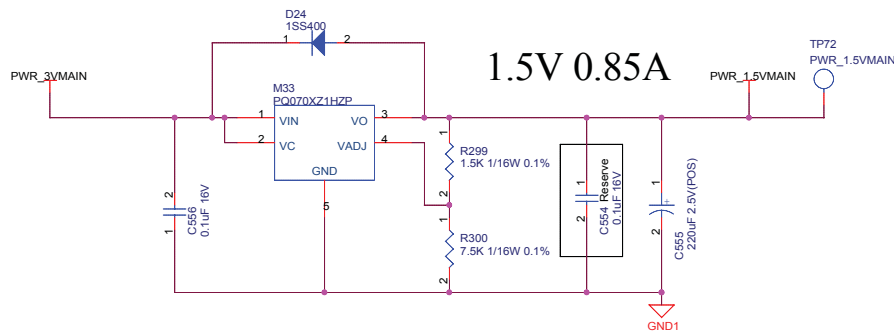 D24
1SS400
1
2
1.5V 0.85A
TP72
PWR_1.5VMAIN
PWR_3VMAIN
PWR_1.5VMAIN
M33
PQ070XZ1HZP
1
VIN
VO
3
2
VC
VADJ
4
GND
5
1
R299
1.5K 1/16W 0.1%
2
1
R300
7.5K 1/16W 0.1%
2
2
1
C556
0.1uF 16V
1
2
C554 Reserve
0.1uF 16V
1
+
2
C555
220uF 2.5V(POS)
GND1